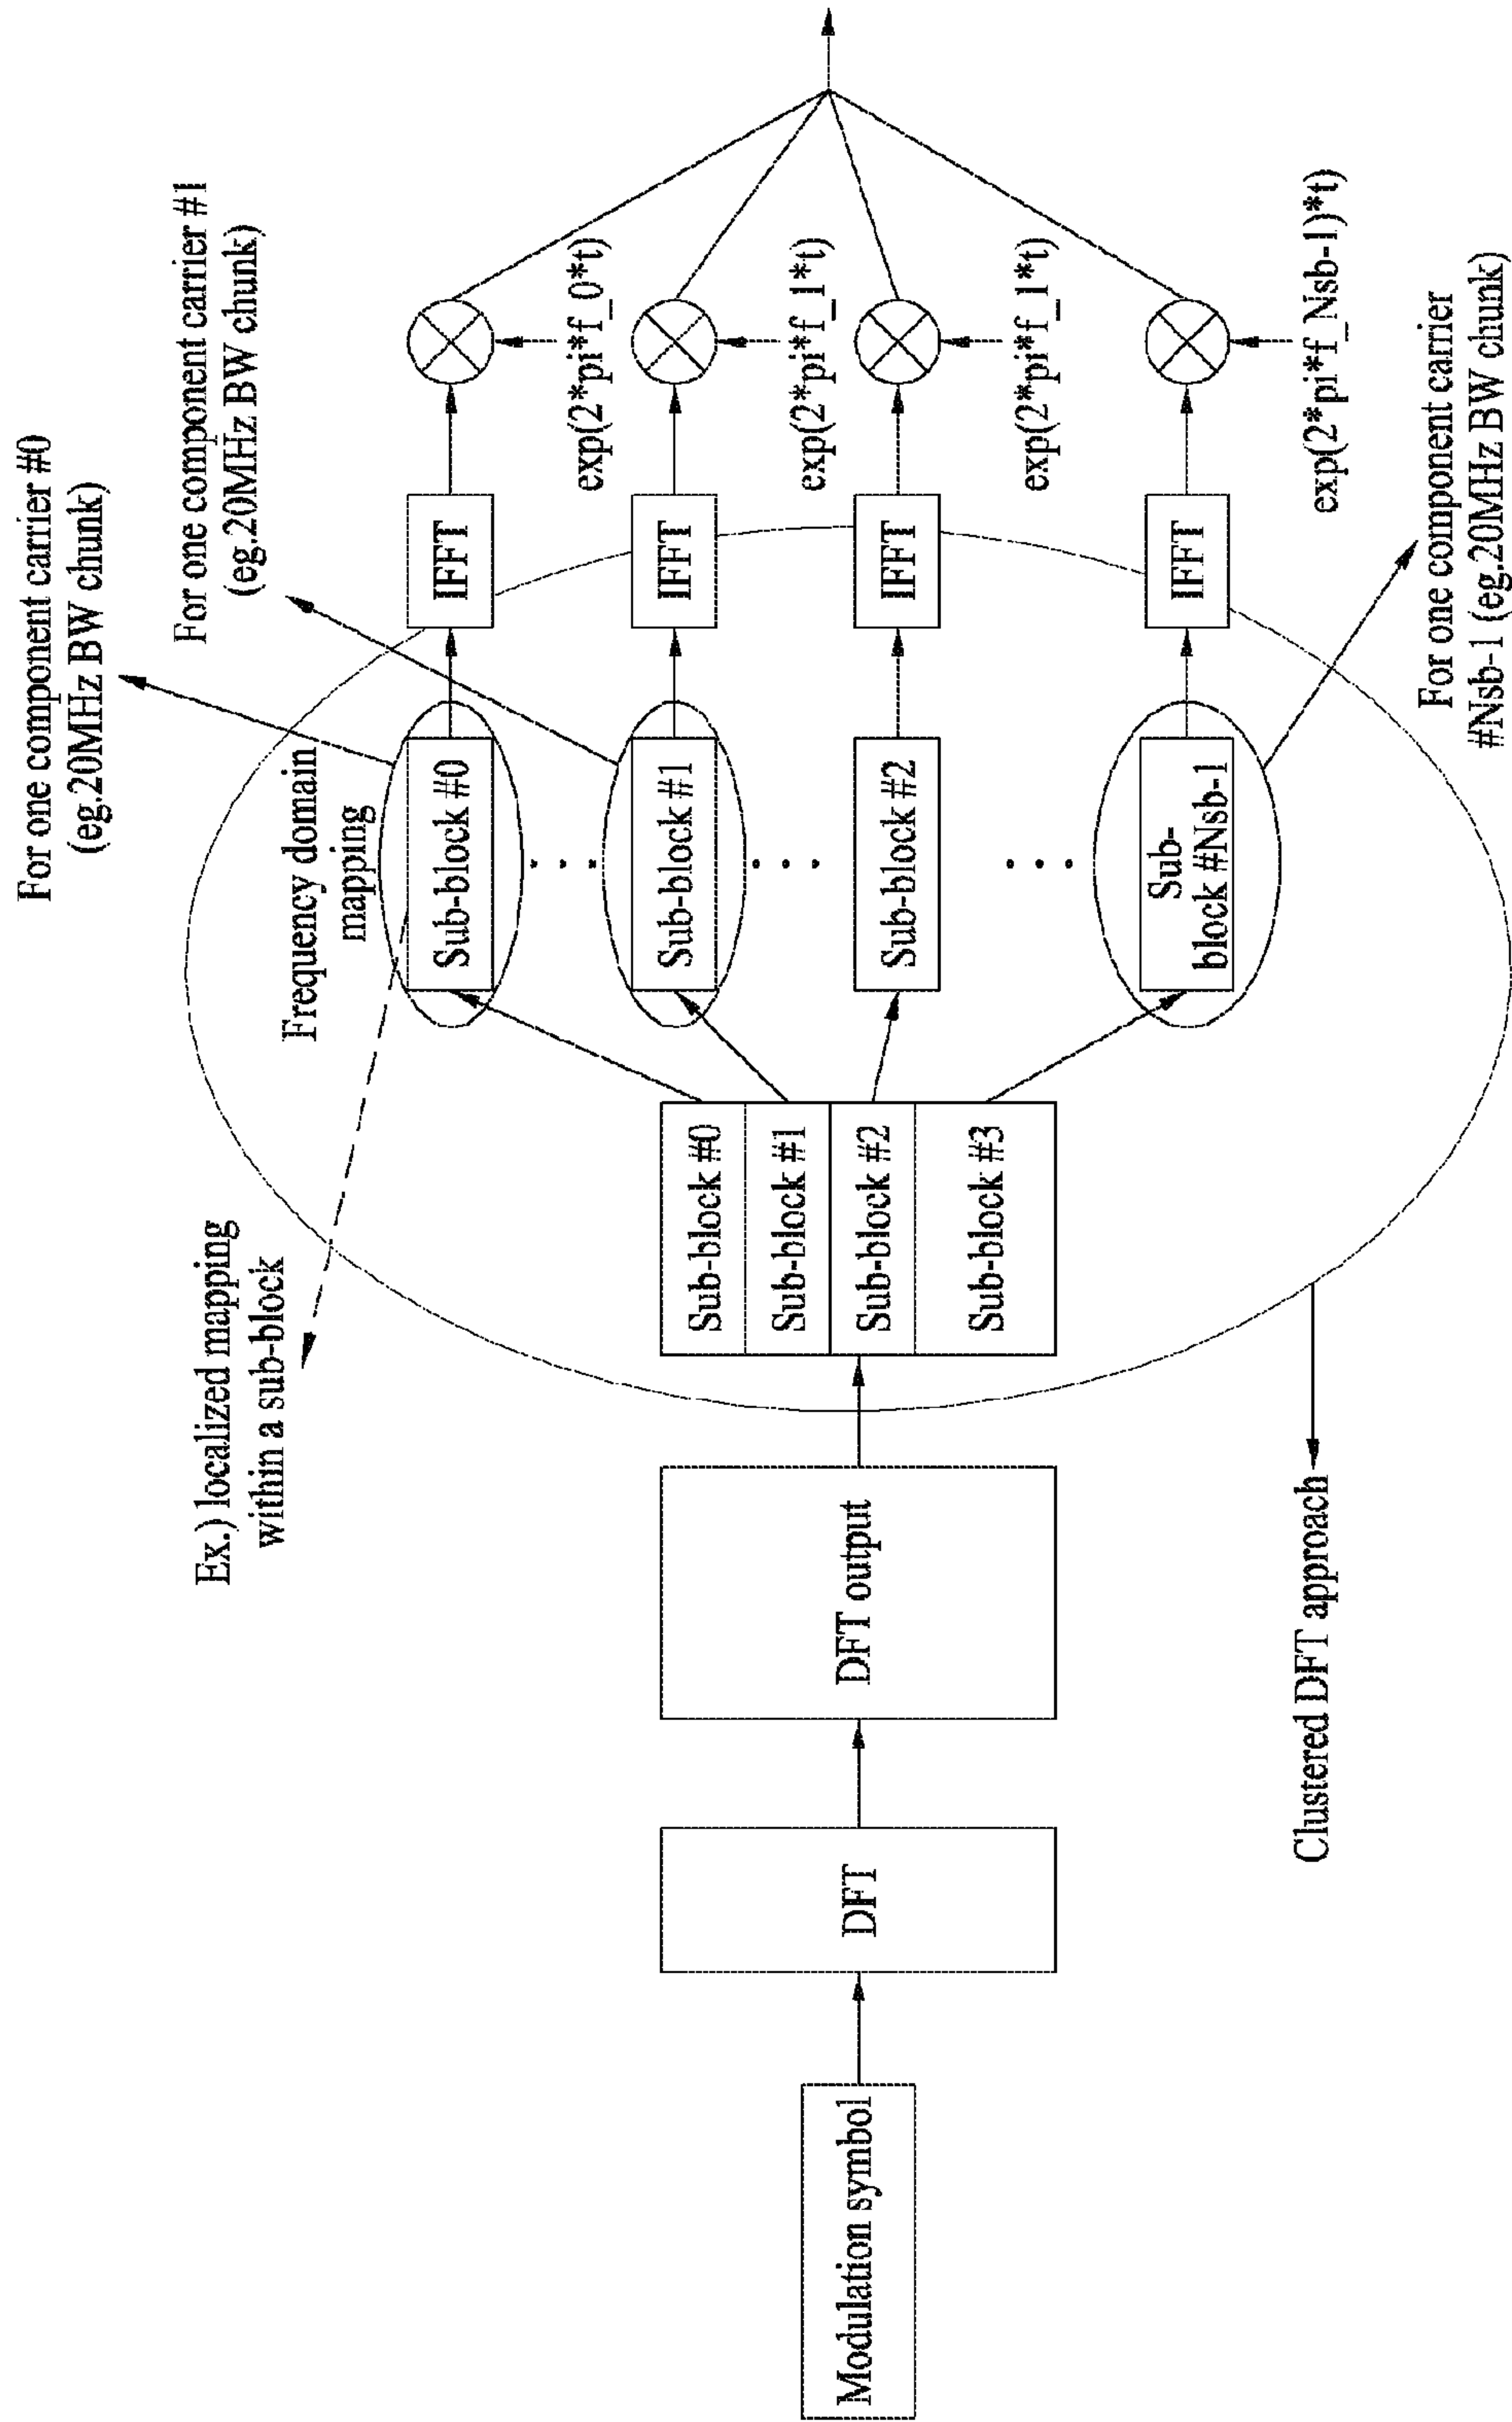 Modulation symbol
DFT
DFT output
Sub-block #0
Sub-block #1
Sub-block #2
Sub-block #3
Clustered DFT approach
Ex.) localized mapping
within a sub-block
Frequency domain
mapping
Sub-block #0
Sub-block #1
Sub-block #2
Sub-
block #Nsb-1
For one component carrier #0
(eg.20MHz BW chunk)
For one component carrier #1
(eg.20MHz BW chunk)
For one component carrier
#Nsb-1 (eg.20MHz BW chunk)
IFFT
IFFT
IFFT
IFFT
exp(2*pi*f_0*t)
exp(2*pi*f_1*t)
exp(2*pi*f_1*t)
exp(2*pi*f_Nsb-1)*t)